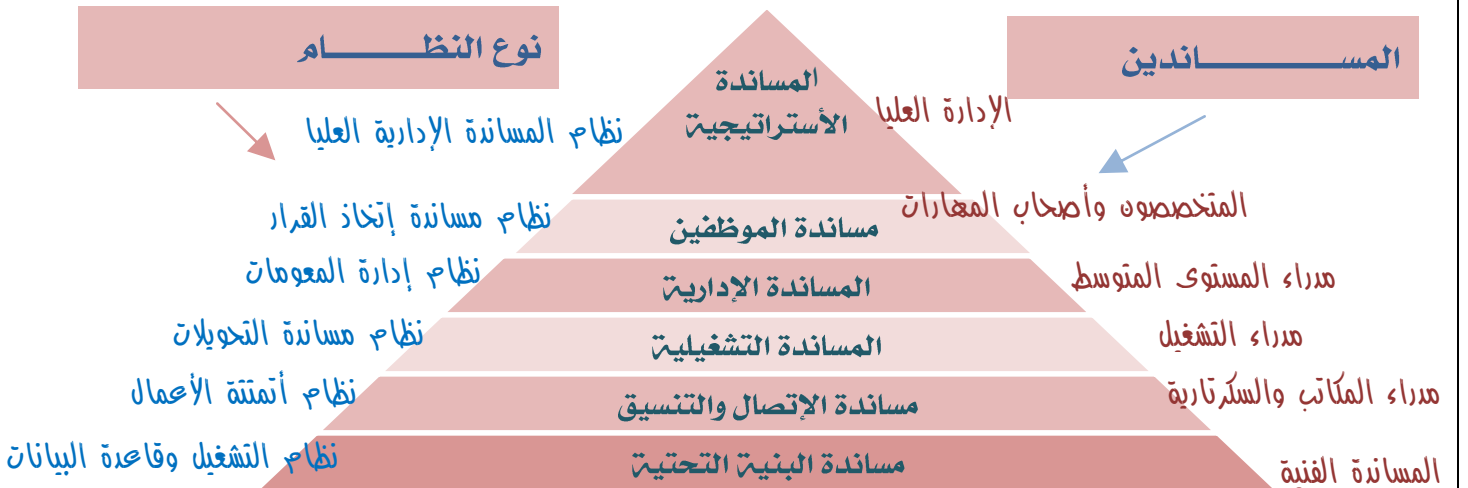 المســــــــــــاندين
نوع النظـــــــــام
المساندة
الأستراتيجية
الإدارة العليا
نظام المساندة الإدارية العليا
المتخصصون وأصحاب المهارات
مساندة الموظفين
نظام مساندة إتخاذ القرار
مدراء المستوى المتوسط
المساندة الإدارية
نظام إدارة المعومات
مدراء التشغيل
المساندة التشغيلية
نظام مساندة التحويلات
مدراء المكاتب والسكرتارية
مساندة الإتصال والتنسيق
نظام أتمتتة الأعمال
المساندة الفنية
مساندة البنية التحتية
نظام التشغيل وقاعدة البيانات